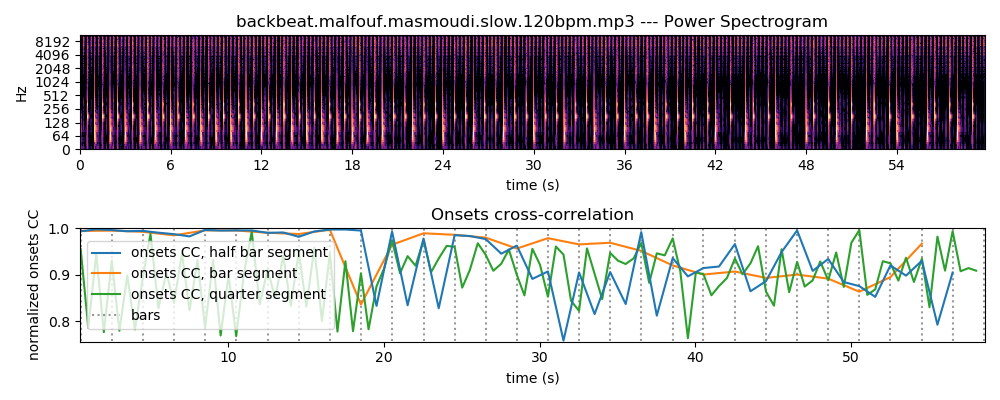 backbeat.malfouf.masmoudi.slow.120bpm.mp3 --- Power Spectrogram
8192
4096
2048
1024
512
256
128
64
0
Hz
0 6 12 18 24 30 36 42 48 54
time (s)
Onsets cross-correlation
1.0
0.9
0.8
normalized onsets CC
onsets CC, half bar segment
onsets CC, bar segment
onsets CC, quarter segment
bars
10 20 30 40 50
time (s)